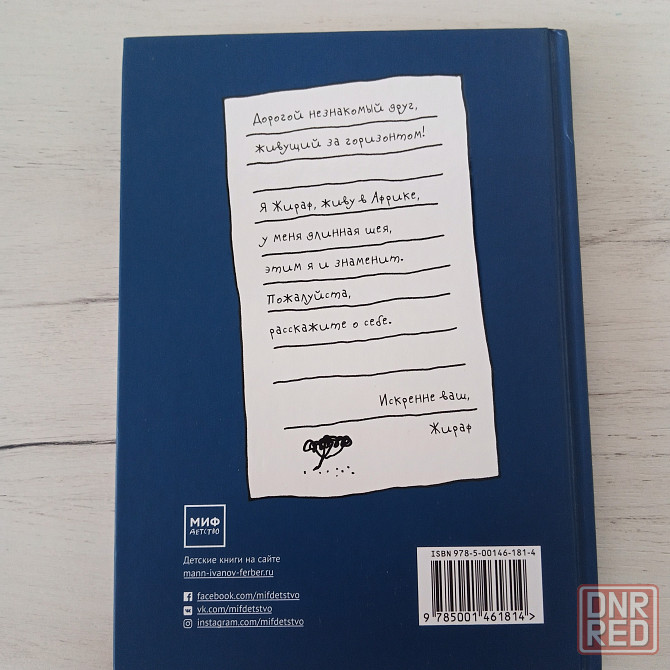 Дорогой незнакомый друг,
живущий за горизонтом!
Я Жираф, живу в Африке,
у меня длинная шея,
этим я и знаменит.
Пожалуйста,
расскажите о себе.
Искренне ваш,
Жираф
МИФ
ДЕТСТВО
Детские книги на сайте
mann-ivanov-ferber.ru
facebook.com/mifdetstvo
vk.com/mifdetstvo
instagram.com/mifdetstvo
ISBN 978-5-00146-181-4
9 785001 461814 >
DNR
RED